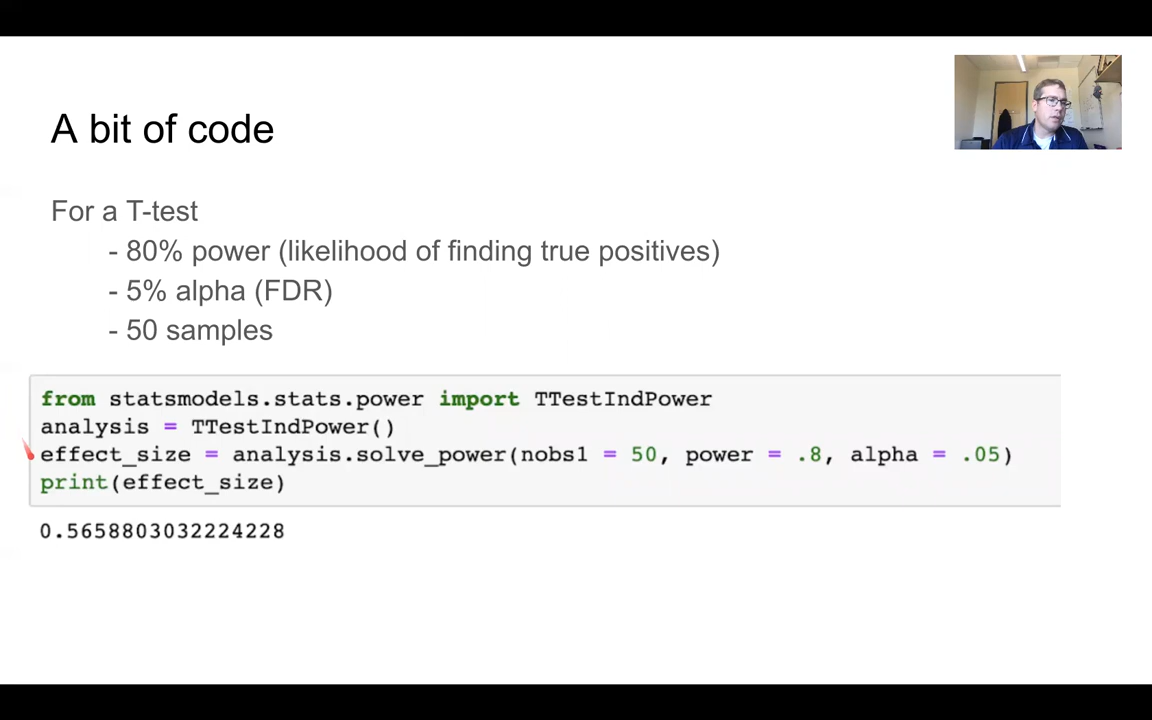 A bit of code
For a T-test
- 80% power (likelihood of finding true positives)
- 5% alpha (FDR)
- 50 samples
from statsmodels.stats.power import TTestIndPower
analysis = TTestIndPower()
effect_size = analysis.solve_power(nobs1 = 50, power = .8, alpha = .05)
print(effect_size)
0.5658803032224228